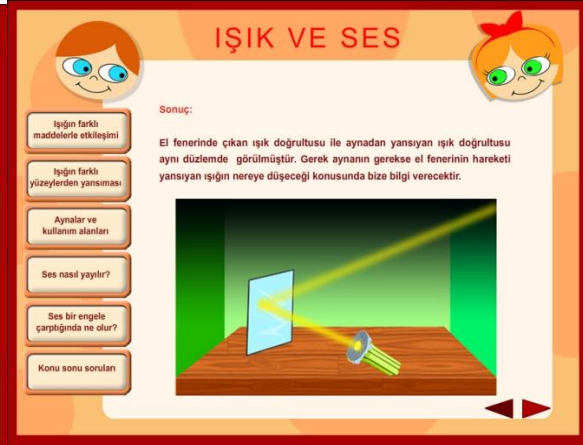 IŞIK VE SES
Sonuç:
El fenerinde çıkan ışık doğrultusu ile aynadan yansıyan ışık doğrultusu
aynı düzlemde görülmüştür. Gerek aynanın gerekse el fenerinin hareketi
yansıyan ışığın nereye düşeceği konusunda bize bilgi verecektir.
Işığın farklı
maddelerle etkileşimi
Işığın farklı
yüzeylerden yansıması
Aynalar ve
kullanım alanları
Ses nasıl yayılır?
Ses bir engele
çarptığında ne olur?
Konu sonu soruları